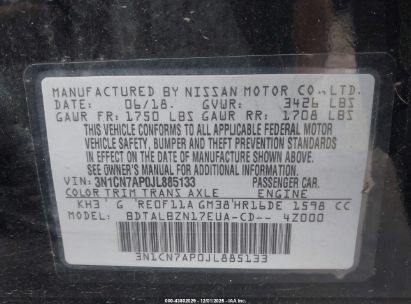 MANUFACTURED BY NISSAN MOTOR CO., LTD.
DATE: 06/18. GVWR: 3426 LBS
GAWR FR: 1750 LBS GAWR RR: 1708 LBS
THIS VEHICLE CONFORMS TO ALL APPLICABLE FEDERAL MOTOR
VEHICLE SAFETY, BUMPER, AND THEFT PREVENTION STANDARDS
IN EFFECT ON THE DATE OF MANUFACTURE SHOWN ABOVE.
SEE OWNER'S MANUAL FOR ADDITIONAL INFORMATION.
VIN: 3N1CN7AP0JL885133 PASSENGER CAR.
COLOR TRIM TRANS AXLE ENGINE
KH3 G RE0F11A GM38 HR16DE 1598 CC
MODEL: BDTALBZN17EUA-CD-- 4Z000
3N1CN7AP0JL885133